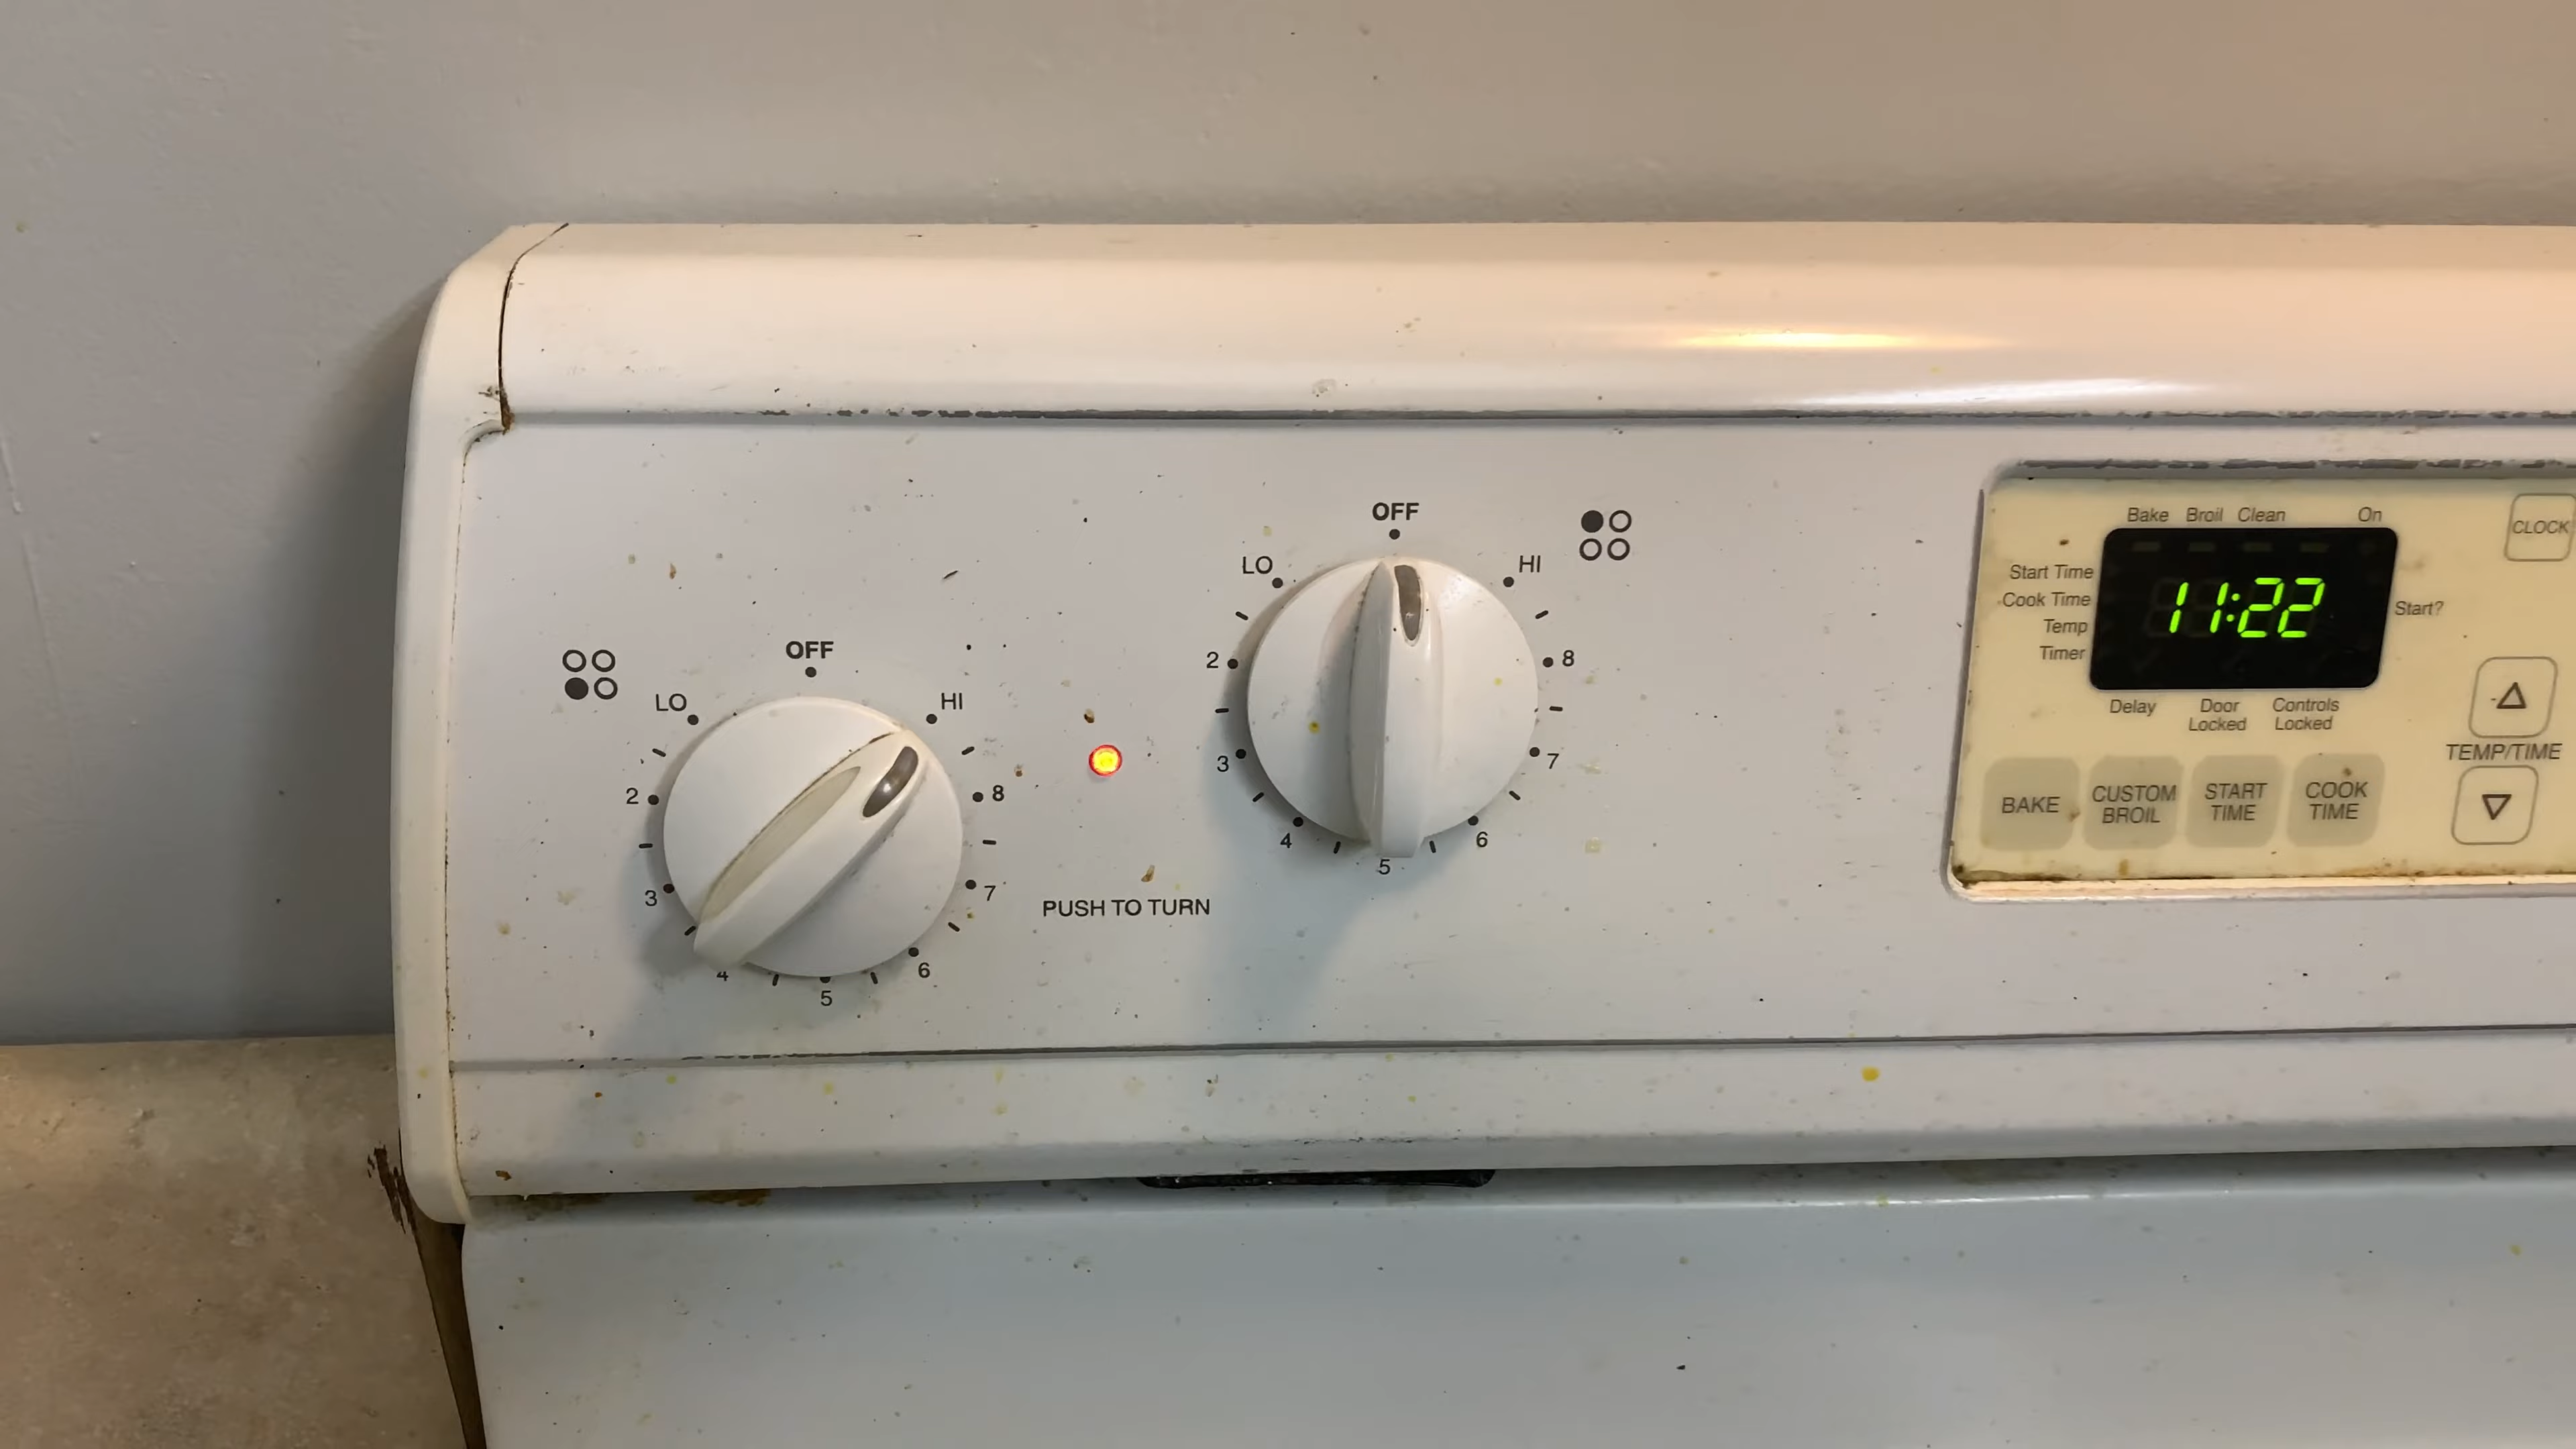 OFF
LO
HI
2
8
3
7
4
6
5
PUSH TO TURN
OFF
LO
HI
2
8
3
7
4
6
5
Bake Broil Clean On
CLOCK
Start Time
Cook Time
Temp
Timer
11:22
Start?
Delay
Door
Locked
Controls
Locked
TEMP/TIME
BAKE
CUSTOM
BROIL
START
TIME
COOK
TIME